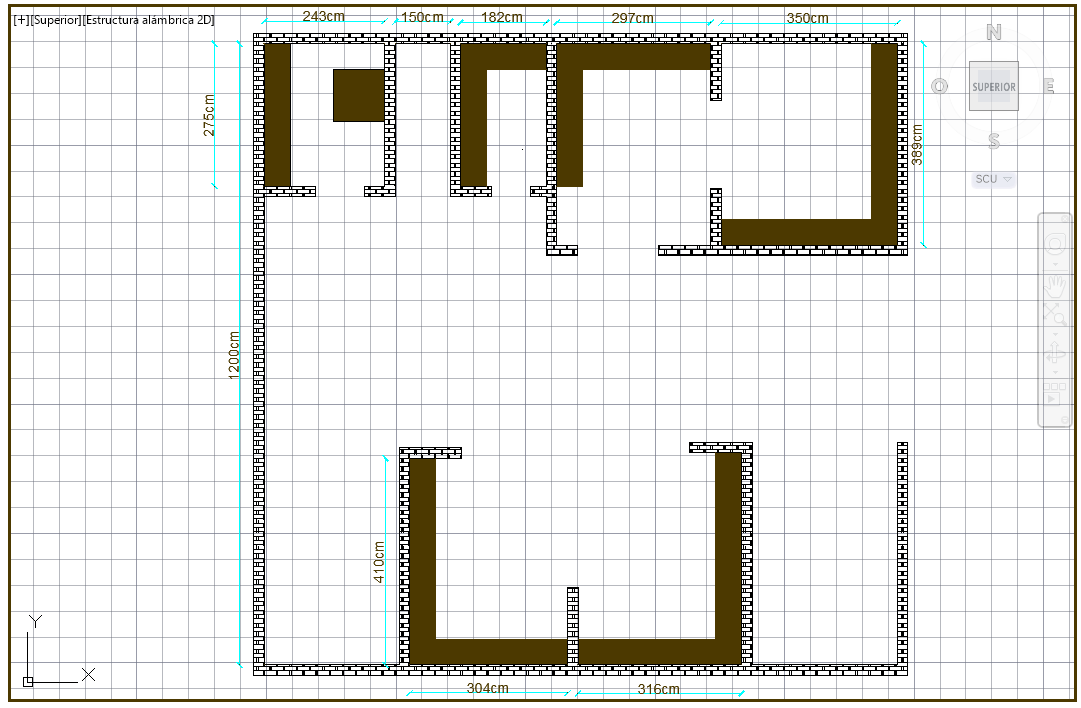 [+][Superior][Estructura alámbrica 2D]
243cm
150cm
182cm
297cm
350cm
N
O
SUPERIOR
E
S
SCU
275cm
389cm
1200cm
410cm
304cm
316cm
Y
X